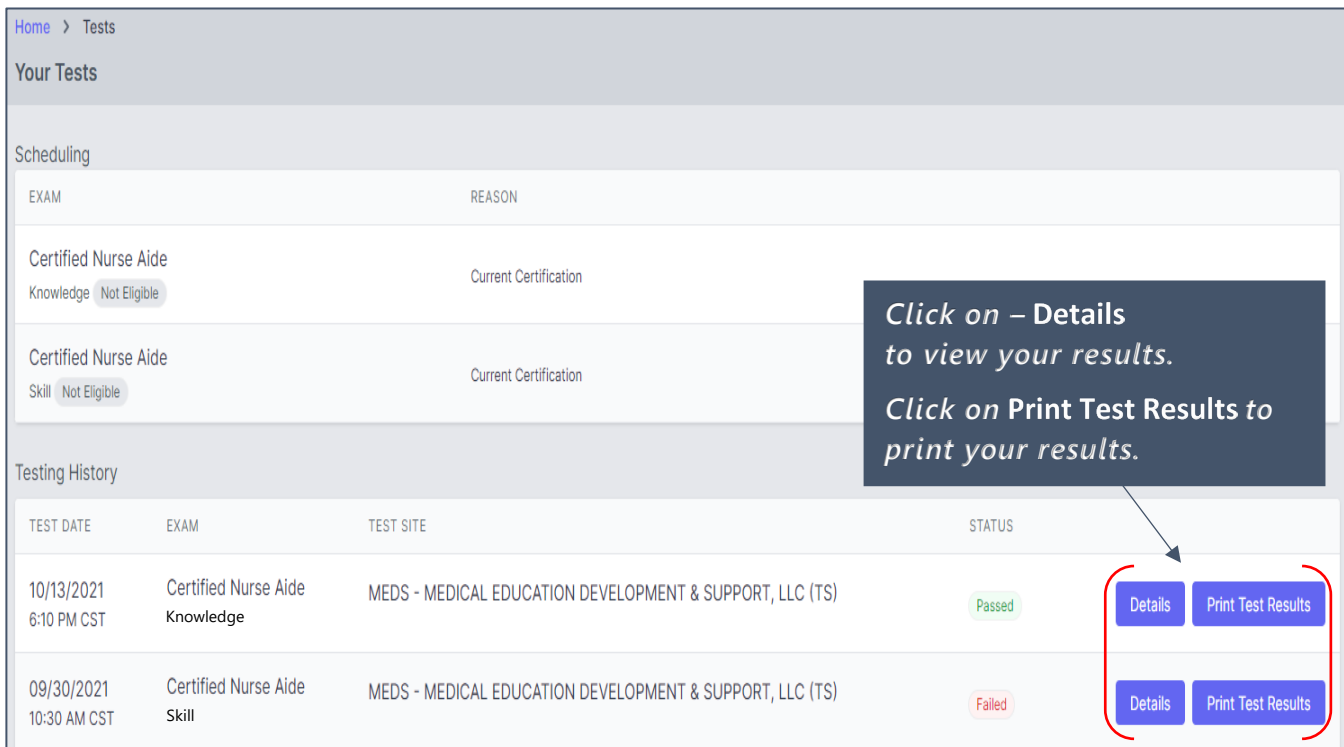 Home > Tests
Your Tests
Scheduling
EXAM REASON
Certified Nurse Aide
Knowledge Not Eligible
Current Certification
Certified Nurse Aide
Skill Not Eligible
Current Certification
Click on – Details
to view your results.
Click on Print Test Results to
print your results.
Testing History
TEST DATE EXAM TEST SITE STATUS
10/13/2021 Certified Nurse Aide MEDS - MEDICAL EDUCATION DEVELOPMENT & SUPPORT, LLC (TS) Passed Details Print Test Results
6:10 PM CST Knowledge
09/30/2021 Certified Nurse Aide MEDS - MEDICAL EDUCATION DEVELOPMENT & SUPPORT, LLC (TS) Failed Details Print Test Results
10:30 AM CST Skill